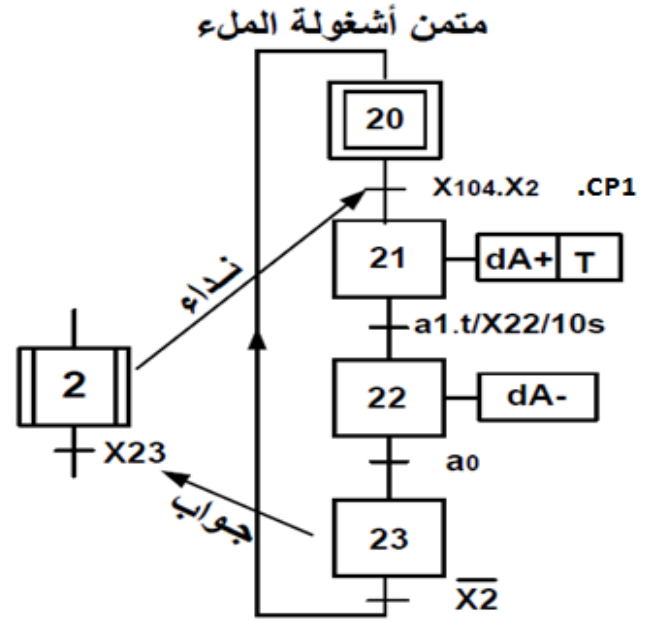 متمن أشغولة الملء
20
X104.X2 .CP1
نداء
21
dA+ T
a1.t/X22/10s
2
22
dA-
X23
a0
جواب
23
X̅2̅